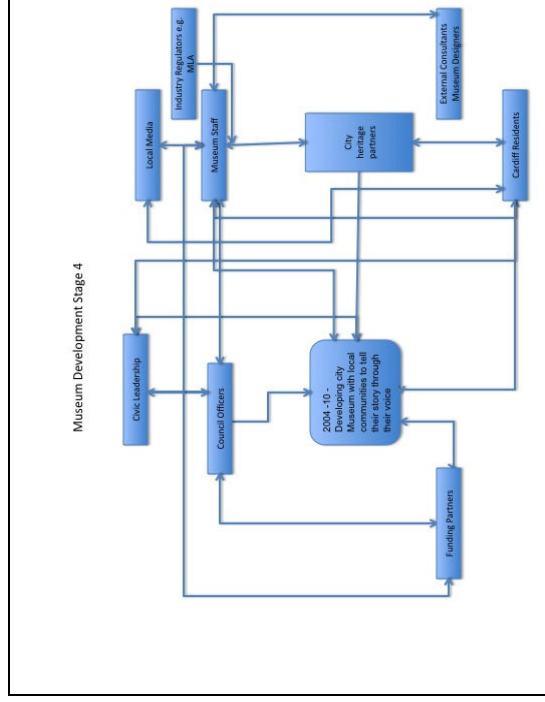 Museum Development Stage 4
Civic Leadership
Local Media
Industry Regulators e.g.
MLA
Council Officers
Museum Staff
2004 -10 -
Developing city
Museum with local
communities to tell
their story through
their voice
City
heritage
partners
Funding Partners
External Consultants
Museum Designers
Cardiff Residents